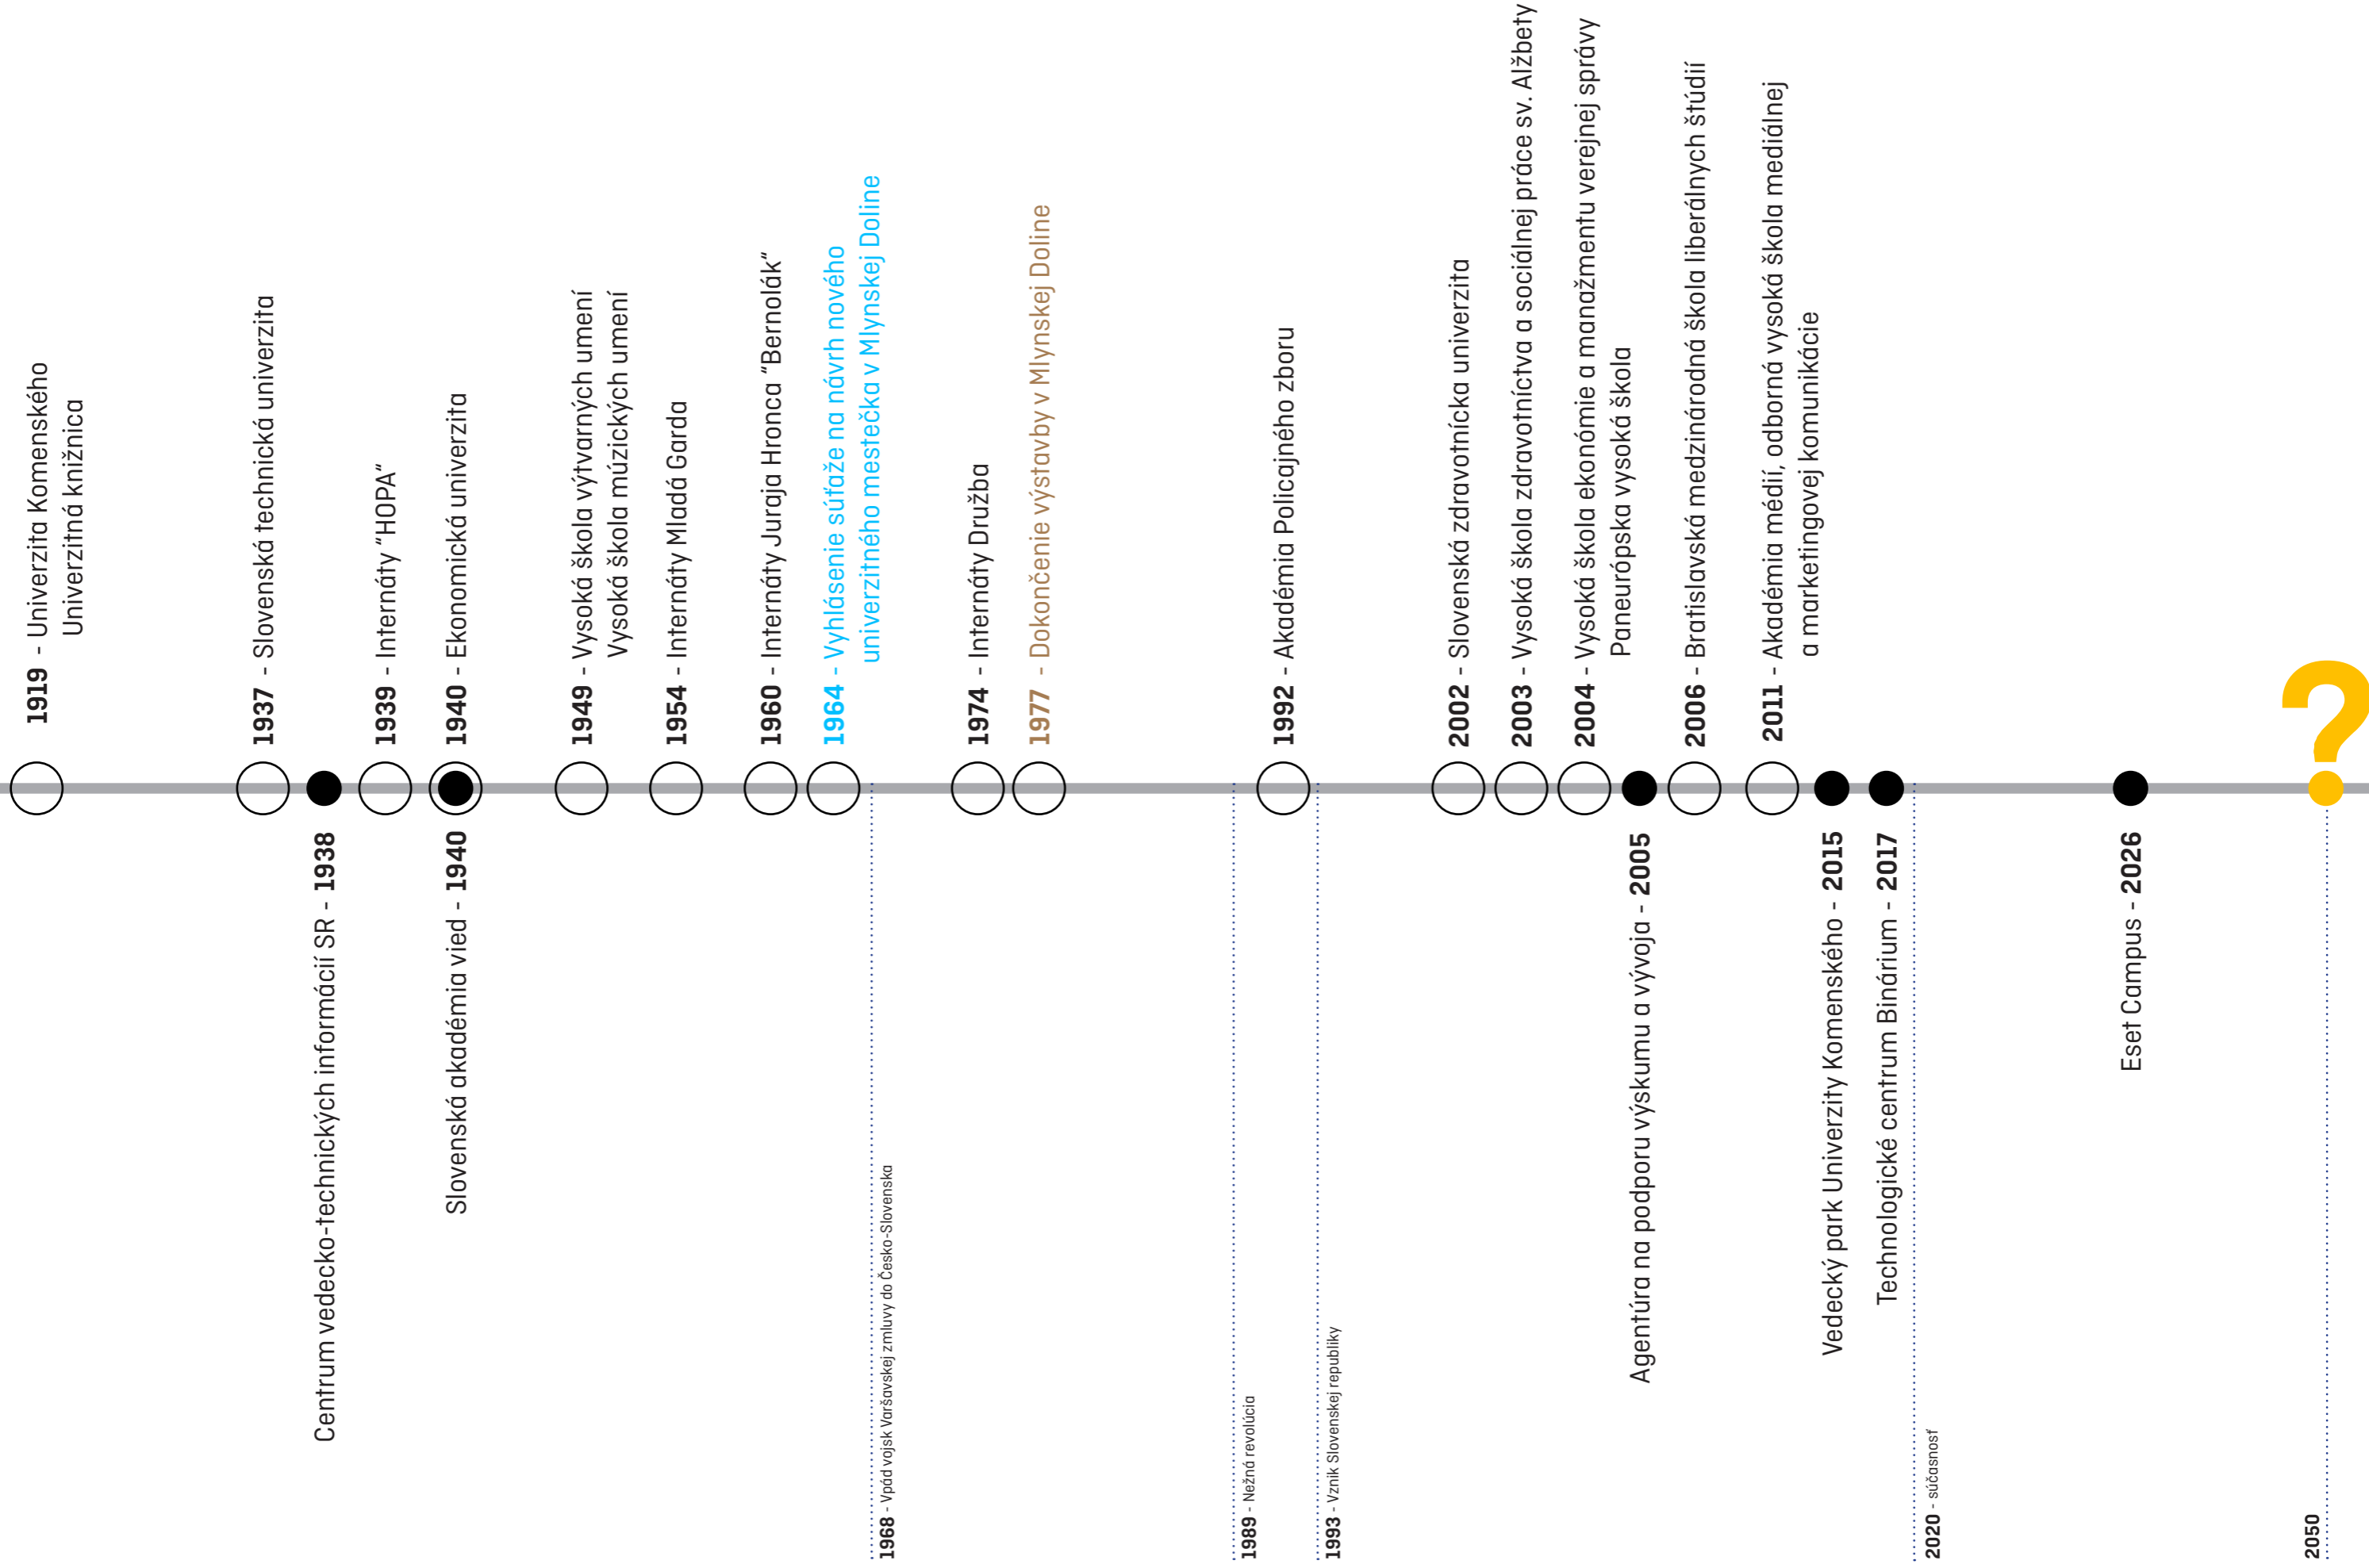 1919 - Univerzita Komenského
Univerzitná knižnica
1937 - Slovenská technická univerzita
1939 - Internáty "HOPA“
1940 - Ekonomická univerzita
1949 - Vysoká škola výtvarných umení
Vysoká škola múzických umení
1954 - Internáty Mladá Garda
1960 - Internáty Juraja Hronca "Bernolák“
1964 - Vyhlásenie súťaže na návrh nového
univerzitného mestečka v Mlynskej Doline
1974 - Internáty Družba
1977 - Dokončenie výstavby v Mlynskej Doline
1992 - Akadémia Policajného zboru
2002 - Slovenská zdravotnícka univerzita
2003 - Vysoká škola zdravotníctva a sociálnej práce sv. Alžbety
2004 - Vysoká škola ekonómie a manažmentu verejnej správy
Paneurópska vysoká škola
2006 - Bratislavská medzinárodná škola liberálnych štúdií
2011 - Akadémia médií, odborná vysoká škola mediálnej
a marketingovej komunikácie
?
Centrum vedecko-technických informácií SR - 1938
Slovenská akadémia vied - 1940
Agentúra na podporu výskumu a vývoja - 2005
Vedecký park Univerzity Komenského - 2015
Technologické centrum Binárium - 2017
Eset Campus - 2026
1968 - Vpád vojsk Varšavskej zmluvy do Česko-Slovenska
1989 - Nežná revolúcia
1993 - Vznik Slovenskej republiky
2020 - súčasnosť
2050